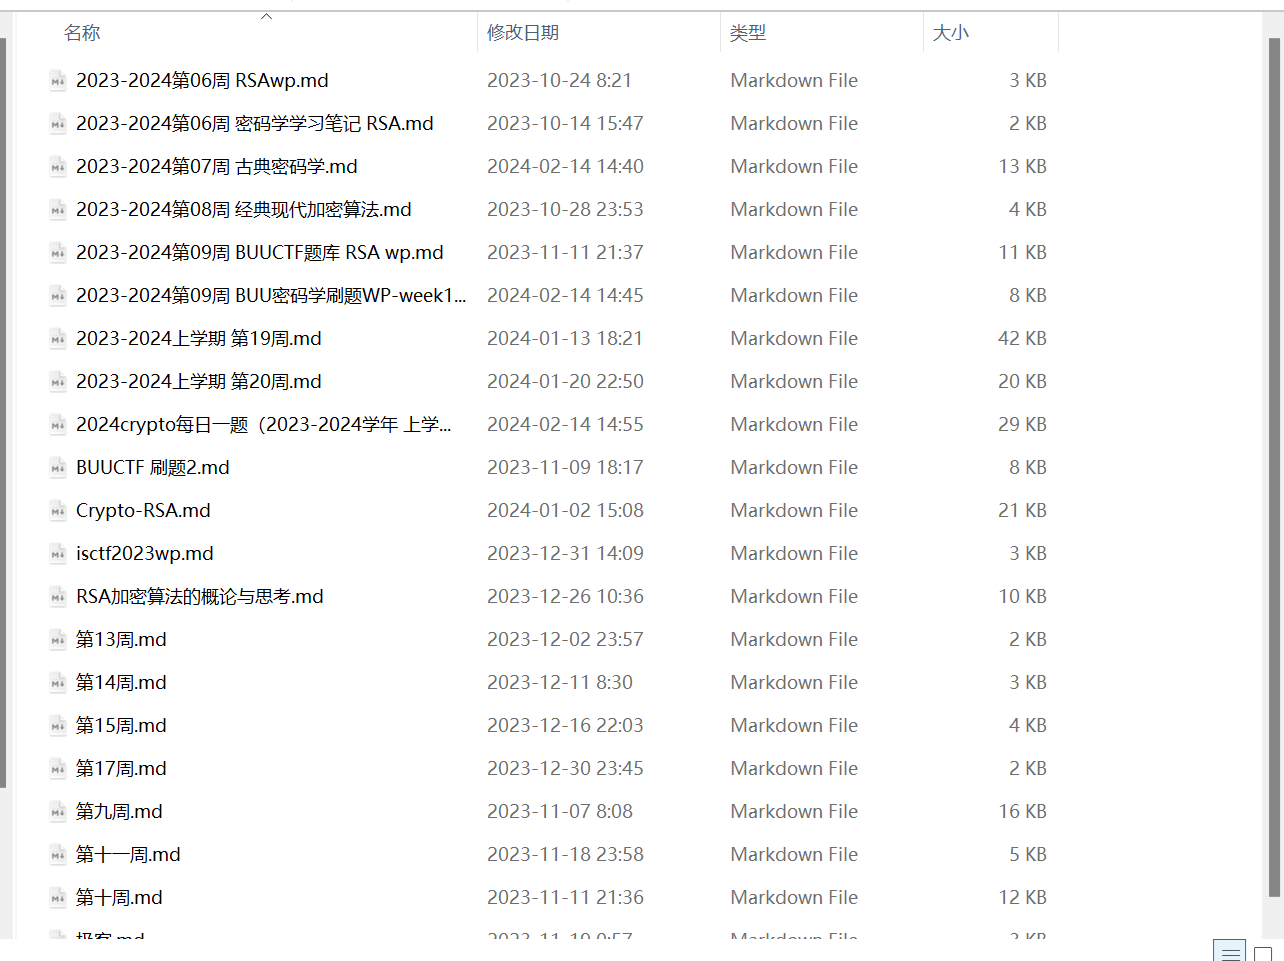 名称 修改日期 类型 大小
2023-2024第06周 RSAwp.md 2023-10-24 8:21 Markdown File 3 KB
2023-2024第06周 密码学学习笔记 RSA.md 2023-10-14 15:47 Markdown File 2 KB
2023-2024第07周 古典密码学.md 2024-02-14 14:40 Markdown File 13 KB
2023-2024第08周 经典现代加密算法.md 2023-10-28 23:53 Markdown File 4 KB
2023-2024第09周 BUUCTF题库 RSA wp.md 2023-11-11 21:37 Markdown File 11 KB
2023-2024第09周 BUU密码学刷题WP-week1... 2024-02-14 14:45 Markdown File 8 KB
2023-2024上学期 第19周.md 2024-01-13 18:21 Markdown File 42 KB
2023-2024上学期 第20周.md 2024-01-20 22:50 Markdown File 20 KB
2024crypto每日一题（2023-2024学年 上学... 2024-02-14 14:55 Markdown File 29 KB
BUUCTF 刷题2.md 2023-11-09 18:17 Markdown File 8 KB
Crypto-RSA.md 2024-01-02 15:08 Markdown File 21 KB
isctf2023wp.md 2023-12-31 14:09 Markdown File 3 KB
RSA加密算法的概论与思考.md 2023-12-26 10:36 Markdown File 10 KB
第13周.md 2023-12-02 23:57 Markdown File 2 KB
第14周.md 2023-12-11 8:30 Markdown File 3 KB
第15周.md 2023-12-16 22:03 Markdown File 4 KB
第17周.md 2023-12-30 23:45 Markdown File 2 KB
第九周.md 2023-11-07 8:08 Markdown File 16 KB
第十一周.md 2023-11-18 23:58 Markdown File 5 KB
第十周.md 2023-11-11 21:36 Markdown File 12 KB
Markdown File